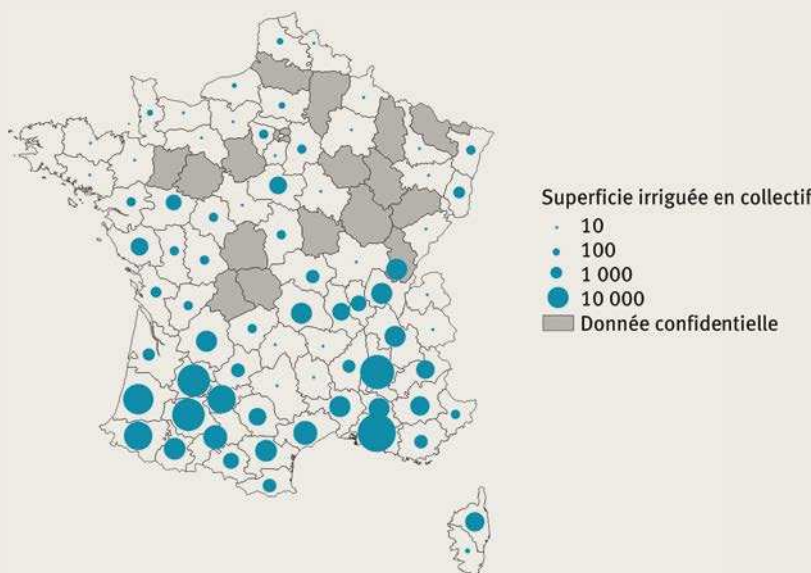 Superficie irriguée en collectif
10
100
1 000
10 000
Donnée confidentielle